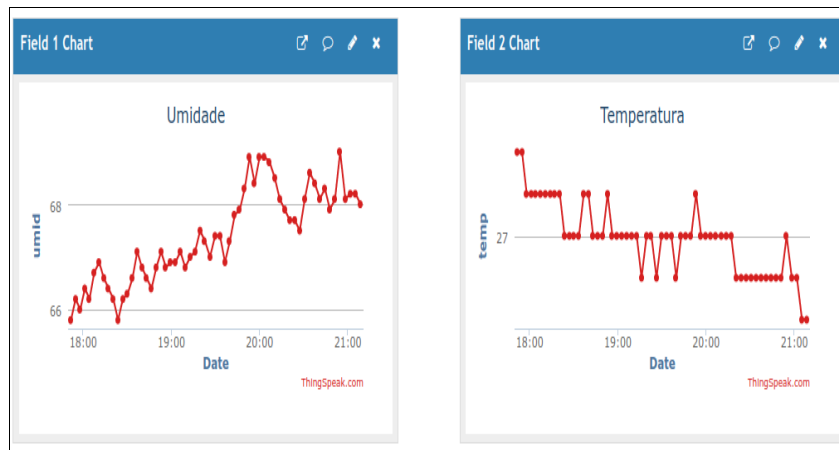 Field 1 Chart
Umidade
68
66
umid
18:00 19:00 20:00 21:00
Date
ThingSpeak.com
Field 2 Chart
Temperatura
27
temp
18:00 19:00 20:00 21:00
Date
ThingSpeak.com